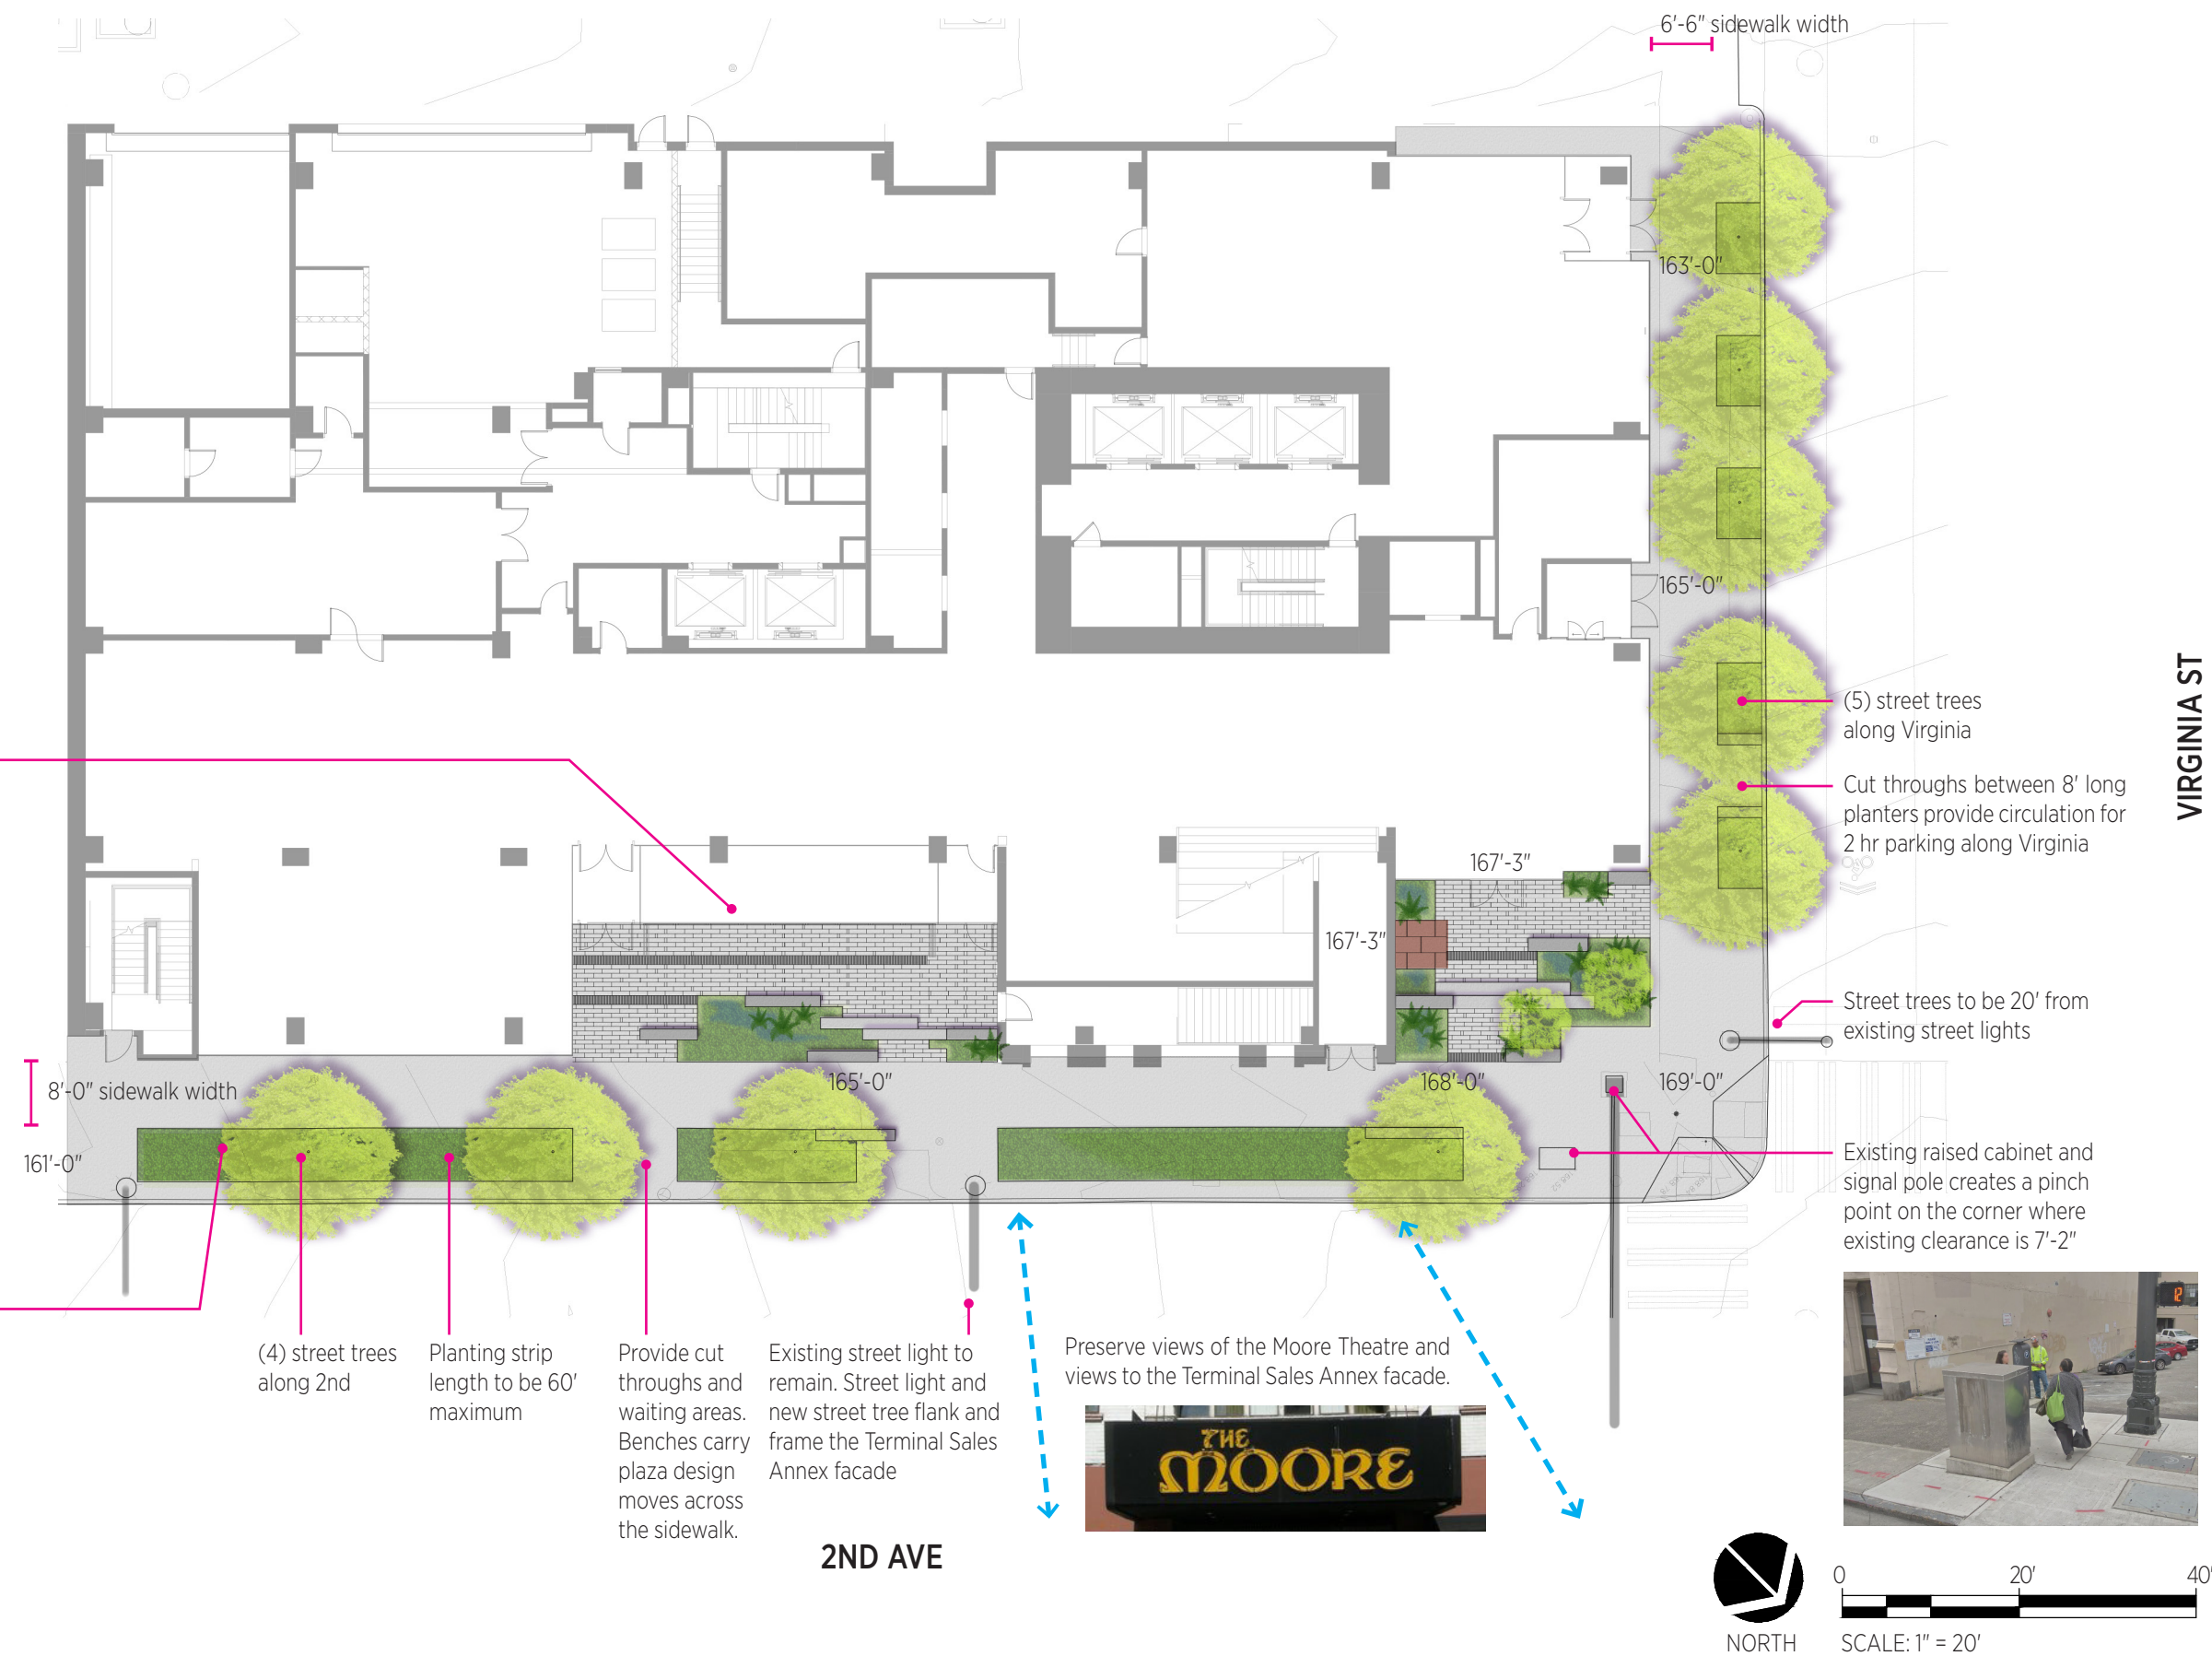 6'-6" sidewalk width
163'-0"
165'-0"
VIRGINIA ST
(5) street trees
along Virginia
Cut throughs between 8' long
planters provide circulation for
2 hr parking along Virginia
167'-3"
167'-3"
Street trees to be 20' from
existing street lights
8'-0" sidewalk width
165'-0"
168'-0"
169'-0"
161'-0"
Existing raised cabinet and
signal pole creates a pinch
point on the corner where
existing clearance is 7'-2"
(4) street trees
along 2nd
Planting strip
length to be 60'
maximum
Provide cut
throughs and
waiting areas.
Benches carry
plaza design
moves across
the sidewalk.
Existing street light to
remain. Street light and
new street tree flank and
frame the Terminal Sales
Annex facade
Preserve views of the Moore Theatre and
views to the Terminal Sales Annex facade.
THE
MOORE
12
2ND AVE
NORTH
0 20' 40'
SCALE: 1" = 20'